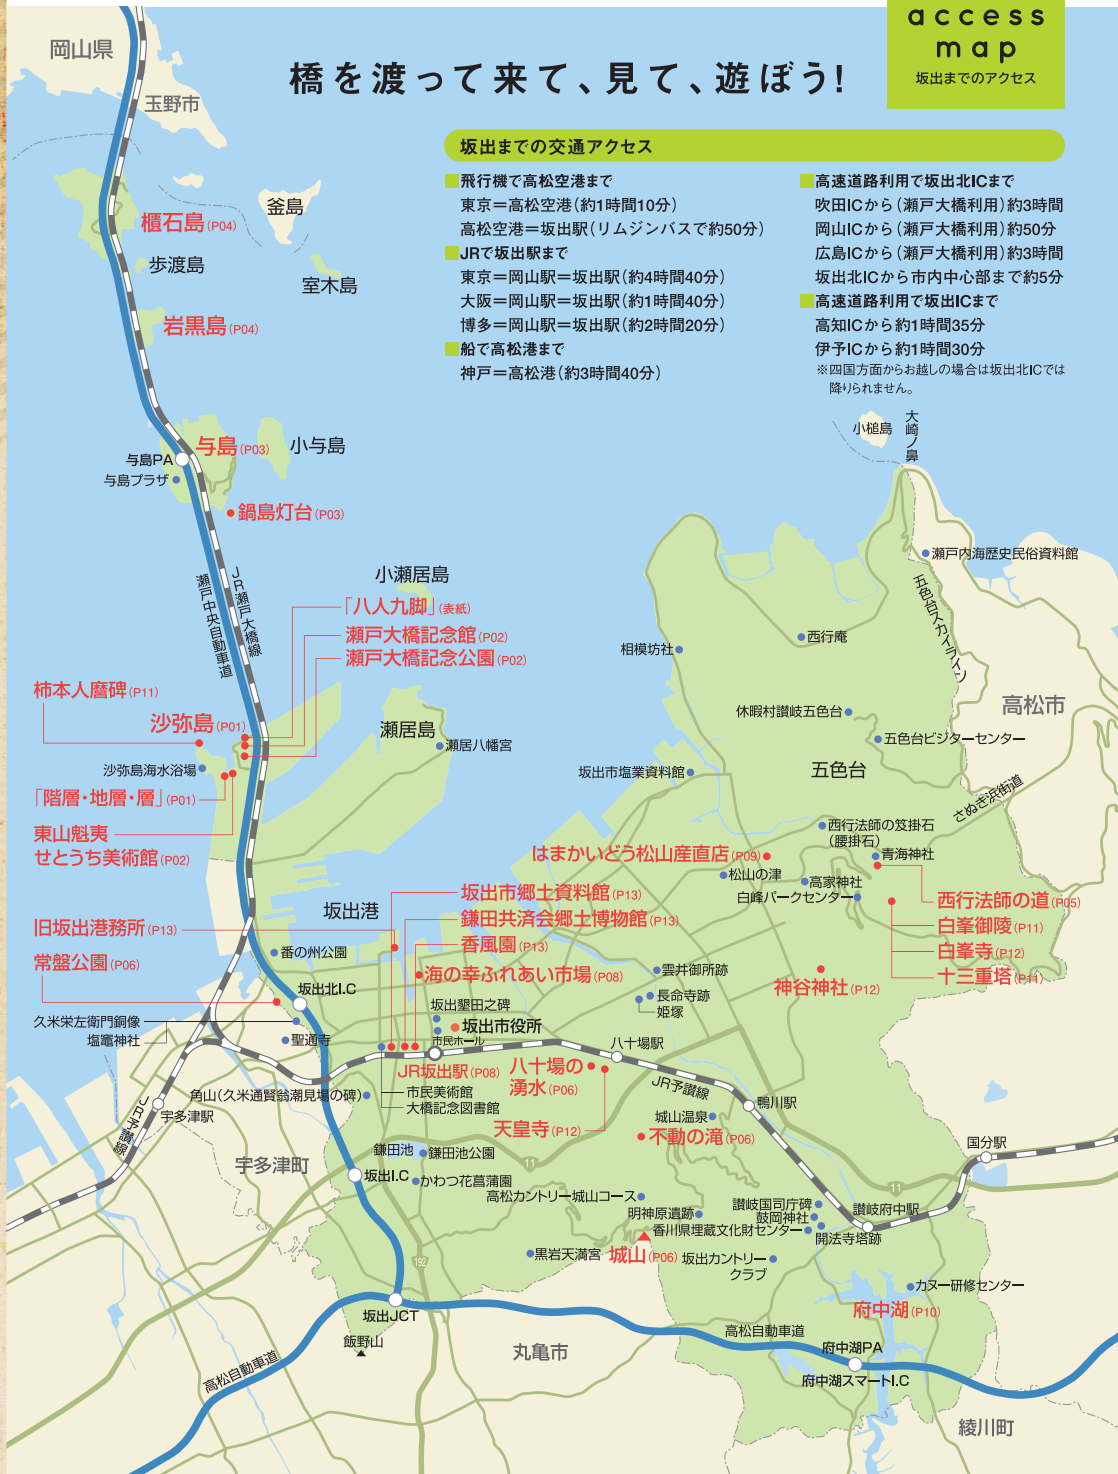 access
map
坂出までのアクセス
橋を渡って来て、見て、遊ぼう!
坂出までの交通アクセス
飛行機で高松空港まで
東京＝高松空港（約1時間10分）
高松空港＝坂出駅（リムジンバスで約50分）
JRで坂出駅まで
東京＝岡山駅＝坂出駅（約4時間40分）
大阪＝岡山駅＝坂出駅（約1時間40分）
博多＝岡山駅＝坂出駅（約2時間20分）
船で高松港まで
神戸＝高松港（約3時間40分）
高速道路利用で坂出北ICまで
吹田ICから（瀬戸大橋利用）約3時間
岡山ICから（瀬戸大橋利用）約50分
広島ICから（瀬戸大橋利用）約3時間
坂出北ICから市内中心部まで約5分
高速道路利用で坂出ICまで
高知ICから約1時間35分
伊予ICから約1時間30分
※四国方面からお越しの場合は坂出北ICでは
降りられません。
岡山県
玉野市
櫃石島(P04)
釜島
歩渡島
室木島
岩黒島(P04)
与島(P03)
小与島
与島PA
与島プラザ
鍋島灯台(P03)
小槌島
大崎ノ鼻
瀬戸内海歴史民俗資料館
五色台スカイライン
JR瀬戸大橋線
瀬戸中央自動車道
小瀬居島
「八人九脚」(表紙)
瀬戸大橋記念館(P02)
瀬戸大橋記念公園(P02)
西行庵
相模坊社
柿本人麿碑(P11)
沙弥島(P01)
瀬居島
瀬居八幡宮
休暇村讃岐五色台
高松市
五色台ビジターセンター
沙弥島海水浴場
坂出市塩業資料館
五色台
さぬき浜街道
「階層・地層・層」(P01)
東山魁夷
せとうち美術館(P02)
西行法師の笈掛石
(腰掛石)
はまかいどう松山産直店(P09)
青海神社
松山の津
高家神社
白峰パークセンター
坂出市郷土資料館(P13)
坂出港
鎌田共済会郷土博物館(P13)
西行法師の道(P05)
旧坂出港務所(P13)
香風園(P13)
白峯御陵(P11)
白峯寺(P12)
十三重塔(P11)
番の州公園
常盤公園(P06)
海の幸ふれあい市場(P08)
雲井御所跡
神谷神社(P12)
坂出北I.C
長命寺跡
姫塚
坂出墾田之碑
久米栄左衛門銅像
坂出市役所
塩竈神社
聖通寺
市民ホール
八十場駅
JR坂出駅(P08)
八十場の
湧水(P06)
JR予讃線
角山(久米通賢翁潮見場の碑)
市民美術館
大橋記念図書館
JR予讃線
宇多津駅
城山温泉
鴨川駅
天皇寺(P12)
不動の滝(P06)
国分駅
鎌田池
鎌田池公園
宇多津町
11
坂出I.C
かわつ花菖蒲園
高松カントリー城山コース
11
讃岐国司庁碑
鼓岡神社
讃岐府中駅
明神原遺跡
香川県埋蔵文化財センター
開法寺塔跡
192
黒岩天満宮
城山(P06)
坂出カントリー
クラブ
カヌー研修センター
府中湖(P10)
坂出JCT
飯野山
丸亀市
高松自動車道
府中湖PA
府中湖スマートI.C
高松自動車道
綾川町